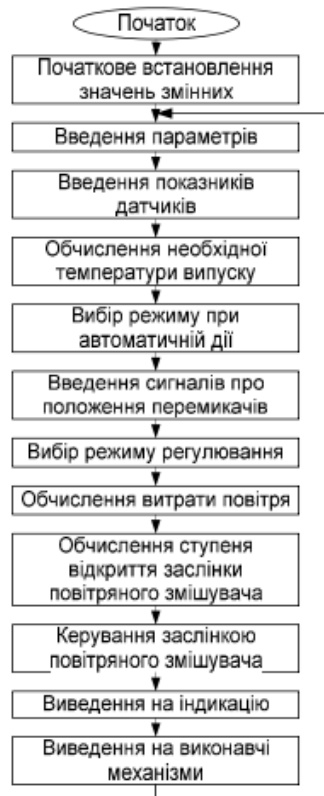 Початок
Початкове встановлення
значень змінних
Введення параметрів
Введення показників
датчиків
Обчислення необхідної
температури випуску
Вибір режиму при
автоматичній дії
Введення сигналів про
положення перемикачів
Вибір режиму регулювання
Обчислення витрати повітря
Обчислення ступеня
відкриття заслінки
повітряного змішувача
Керування заслінкою
повітряного змішувача
Виведення на індикацію
Виведення на виконавчі
механізми